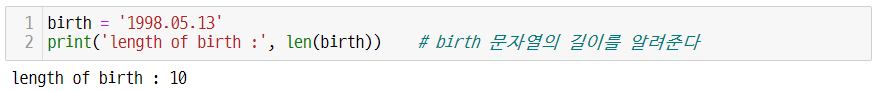 1 birth = '1998.05.13'
2 print('length of birth :', len(birth))    # birth 문자열의 길이를 알려준다
length of birth : 10